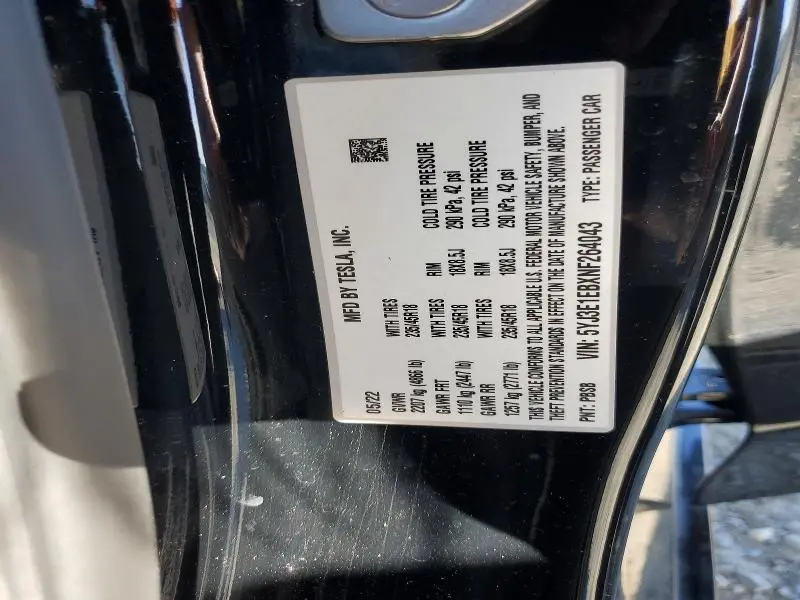 MFD BY TESLA, INC.
05/22
GVWR WITH TIRES RIM COLD TIRE PRESSURE
2207 kg (4866 lb) 235/45R18 18X8.5J 290 kPa, 42 psi
GAWR FRT WITH TIRES RIM COLD TIRE PRESSURE
1110 kg (2447 lb) 235/45R18 18X8.5J 290 kPa, 42 psi
GAWR RR
1257 kg (2771 lb)
THIS VEHICLE CONFORMS TO ALL APPLICABLE U.S. FEDERAL MOTOR VEHICLE SAFETY, BUMPER, AND
THEFT PREVENTION STANDARDS IN EFFECT ON THE DATE OF MANUFACTURE SHOWN ABOVE.
PNT: PBSB VIN: 5YJ3E1EBXNF264043 TYPE: PASSENGER CAR